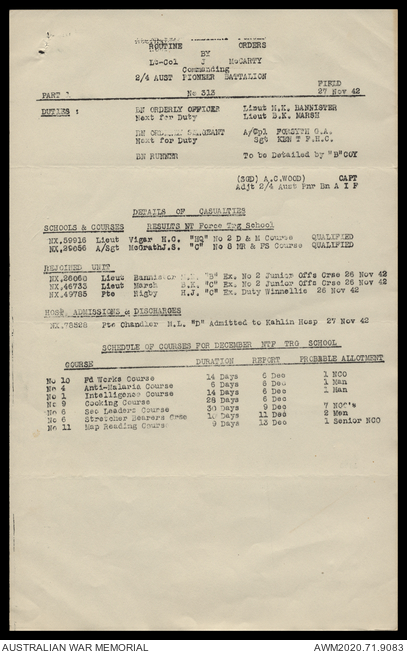 ROUTINE ORDERS
BY
Lt-Col J McCARTY
Commanding
2/4 AUST PIONEER BATTALION
FIELD
PART 1 No 313 27 Nov 42
DUTIES : BN ORDERLY OFFICER Lieut M.K. BANNISTER
Next for Duty Lieut B.K. MARSH
BN ORDERLY SERGEANT A/Cpl FORSYTH G.A.
Next for Duty Sgt KENT F.H.C.
BN RUNNER To be Detailed by "B"COY
(SGD) A.C.WOOD) CAPT
Adjt 2/4 Aust Pnr Bn A I F
DETAILS OF CASUALTIES
SCHOOLS & COURSES RESULTS NT Force Trg School
NX.59916 Lieut Vigar H.C. "HQ" No 2 D & M Course QUALIFIED
NX.29656 A/Sgt McGrathJ.S. "C" No 8 MR & FS Course QUALIFIED
REJOINED UNIT
NX.26066 Lieut Bannister "B" Ex. No 2 Junior Offs Crse 26 Nov 42
NX.46733 Lieut Marsh B.K. "C" Ex. No 2 Junior Offs Crse 26 Nov 42
NX.49785 Pte Rigby H.J. "C" Ex. Duty Winnellie 26 Nov 42
HOSP. ADMISSIONS & DISCHARGES
NX.78528 Pte Chandler N.L. "D" Admitted to Kahlin Hosp 27 NOV 42
SCHEDULE OF COURSES FOR DECEMBER NTF TRG SCHOOL
COURSE DURATION REPORT PROBABLE ALLOTMENT
No 10 Fd Works Course 14 Days 6 Dec 1 NCO
No 4 Anti-Malaria Course 6 Days 6 Dec 1 Man
No 1 Intelligence Course 14 Days 6 Dec 1 Man
No 9 Cooking Course 28 Days 6 Dec
No 6 Sec Leaders Course 30 Days 9 Dec 7 NCO's
No 6 Stretcher Bearers Crse Days 11 Dec 2 Men
No 11 Map Reading Course 9 Days 13 Dec 1 Senior NCO
AUSTRALIAN WAR MEMORIAL AWM2020.71.9083